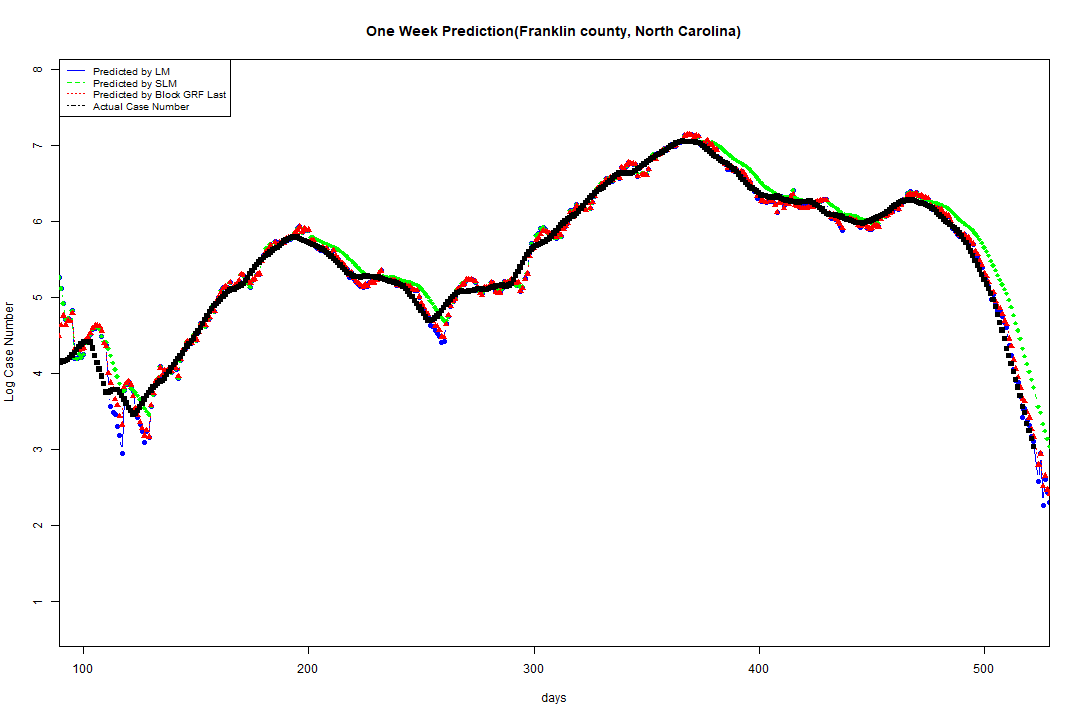 One Week Prediction(Franklin county, North Carolina)
Predicted by LM
Predicted by SLM
Predicted by Block GRF Last
Actual Case Number
8
7
6
5
4
3
2
1
Log Case Number
100 200 300 400 500
days